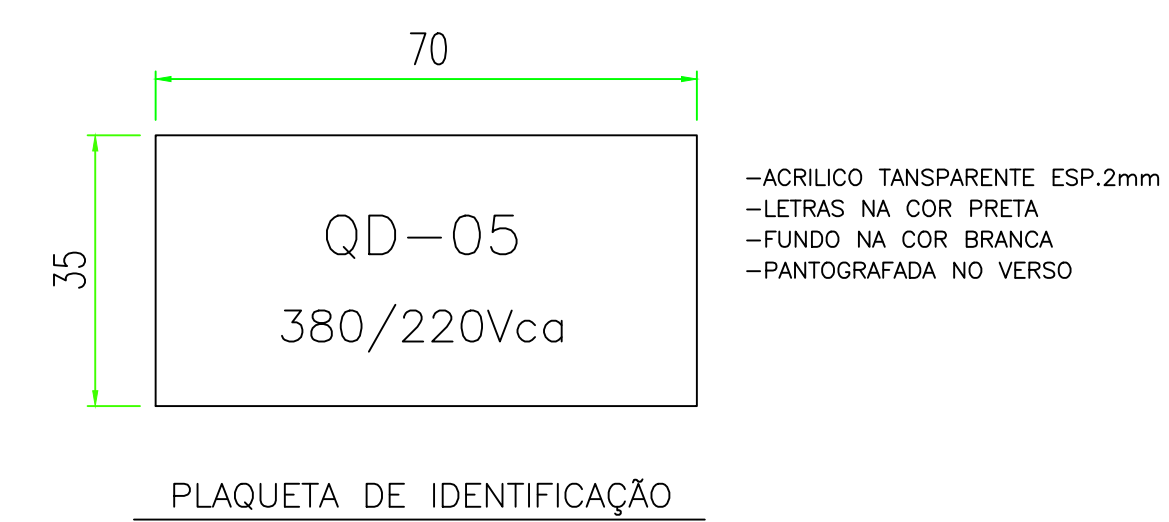 70
35
QD-05
380/220Vca
-ACRILICO TANSPARENTE ESP.2mm
-LETRAS NA COR PRETA
-FUNDO NA COR BRANCA
-PANTOGRAFADA NO VERSO
PLAQUETA DE IDENTIFICAÇÃO